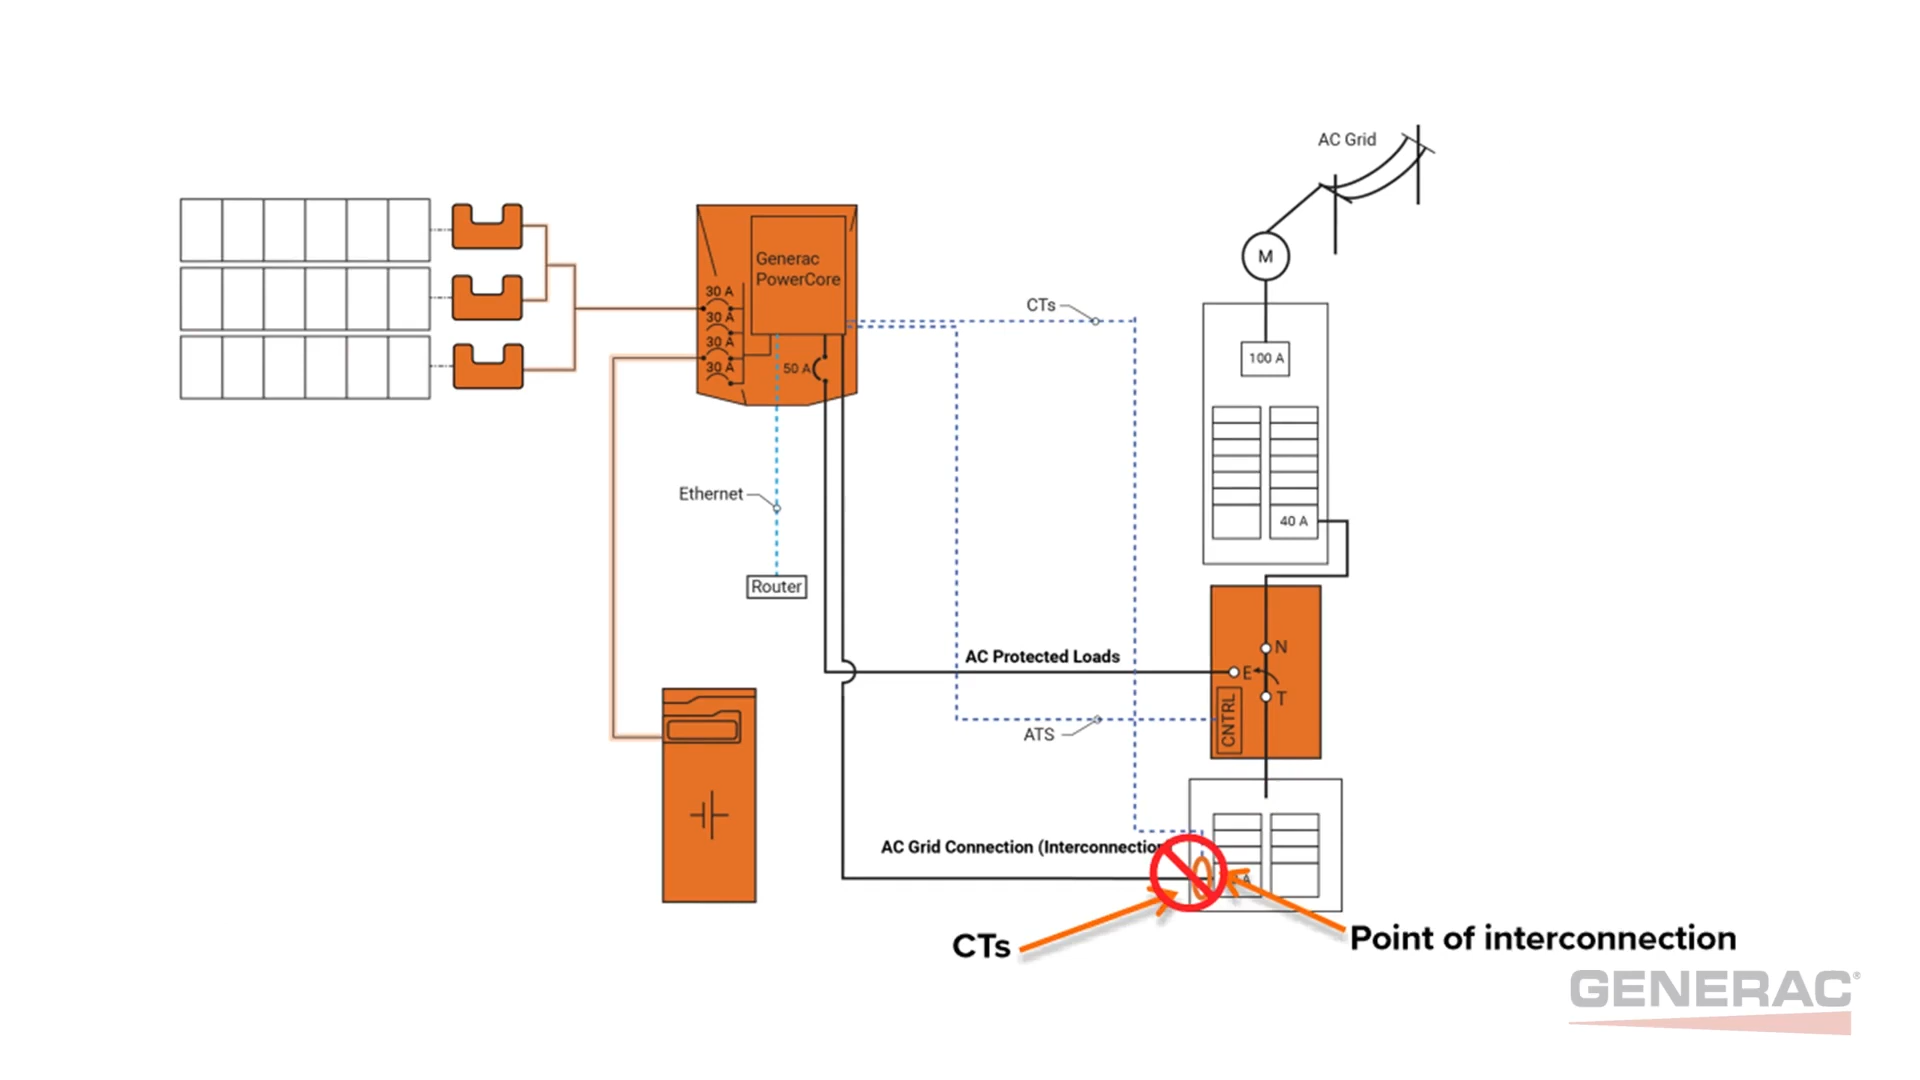 AC Grid
M
Generac
PowerCore
30 A
30 A
30 A
30 A
50 A
CTs
100 A
Ethernet
40 A
Router
N
AC Protected Loads
E
T
CNTRL
ATS
AC Grid Connection (Interconnection
A
CTs
Point of interconnection
GENERAC®